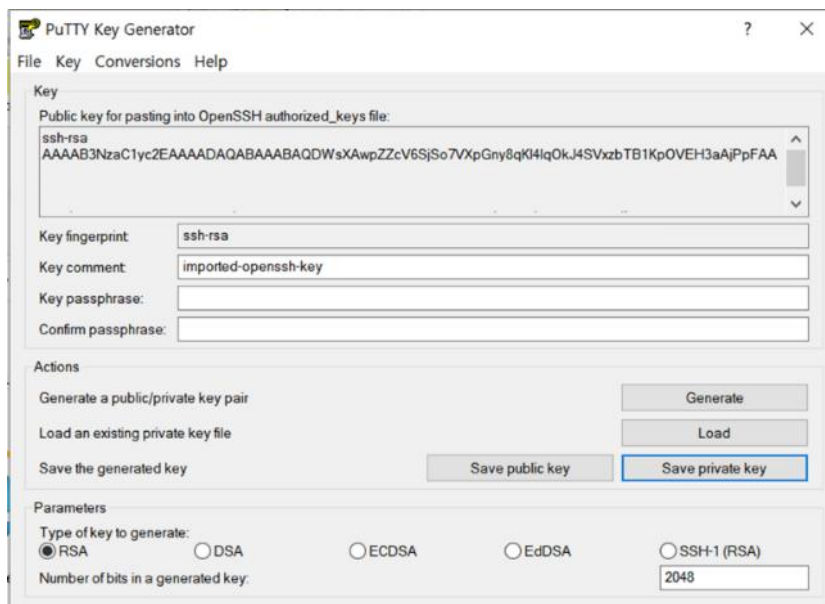 PuTTY Key Generator
File Key Conversions Help
Key
Public key for pasting into OpenSSH authorized_keys file:
ssh-rsa
AAAAB3NzaC1yc2EAAAADAQABAAABAQDWsXAwpZZcV6SjSo7VXpGny8qKl4lqOkJ4SVxzbTB1KpOVEH3aAjPpFAA
Key fingerprint: ssh-rsa
Key comment: imported-openssh-key
Key passphrase:
Confirm passphrase:
Actions
Generate a public/private key pair Generate
Load an existing private key file Load
Save the generated key Save public key Save private key
Parameters
Type of key to generate:
RSA DSA ECDSA EdDSA SSH-1 (RSA)
Number of bits in a generated key: 2048